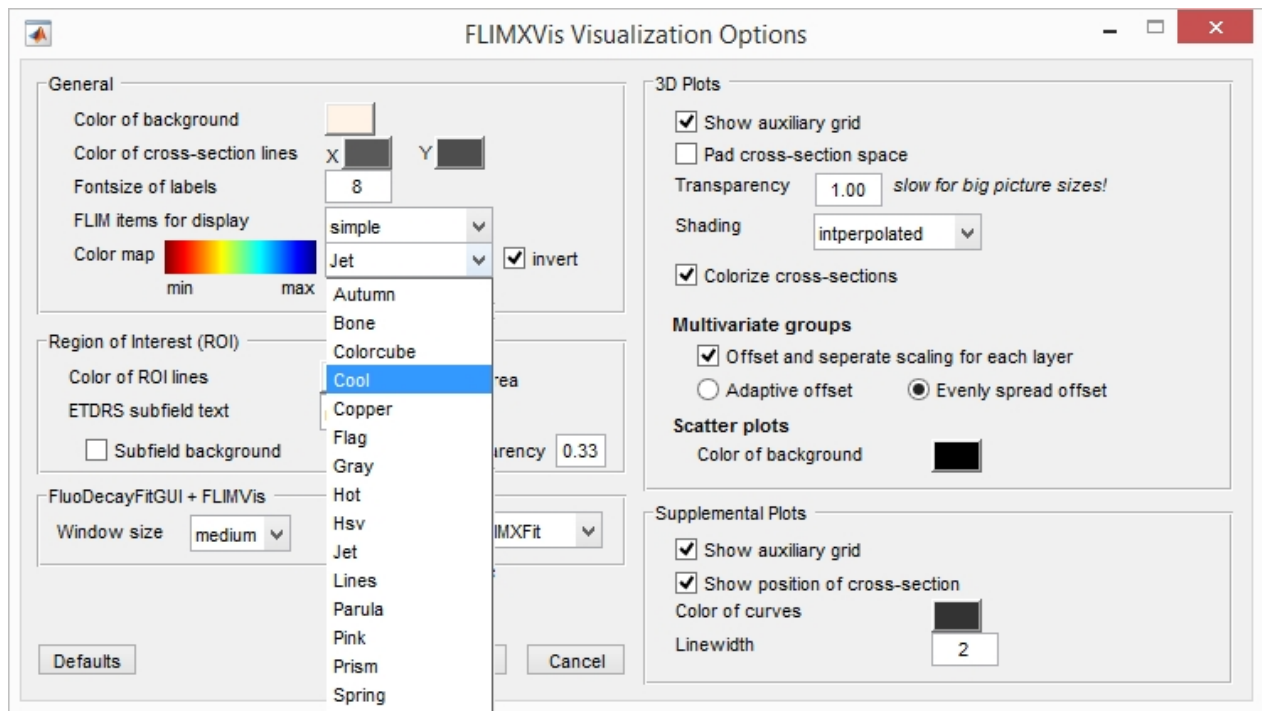 FLIMXVis Visualization Options
General
Color of background
Color of cross-section lines X Y
Fontsize of labels 8
FLIM items for display simple
Color map Jet invert
min max
Autumn
Bone
Colorcube
Cool
Copper
Flag
Gray
Hot
Hsv
Jet
Lines
Parula
Pink
Prism
Spring
Region of Interest (ROI)
Color of ROI lines rea
ETDRS subfield text
Subfield background rency 0.33
FluoDecayFitGUI + FLIMVis
Window size medium IMXFit
Defaults Cancel
3D Plots
Show auxiliary grid
Pad cross-section space
Transparency 1.00 slow for big picture sizes!
Shading intperpolated
Colorize cross-sections
Multivariate groups
Offset and seperate scaling for each layer
Adaptive offset Evenly spread offset
Scatter plots
Color of background
Supplemental Plots
Show auxiliary grid
Show position of cross-section
Color of curves
Linewidth 2